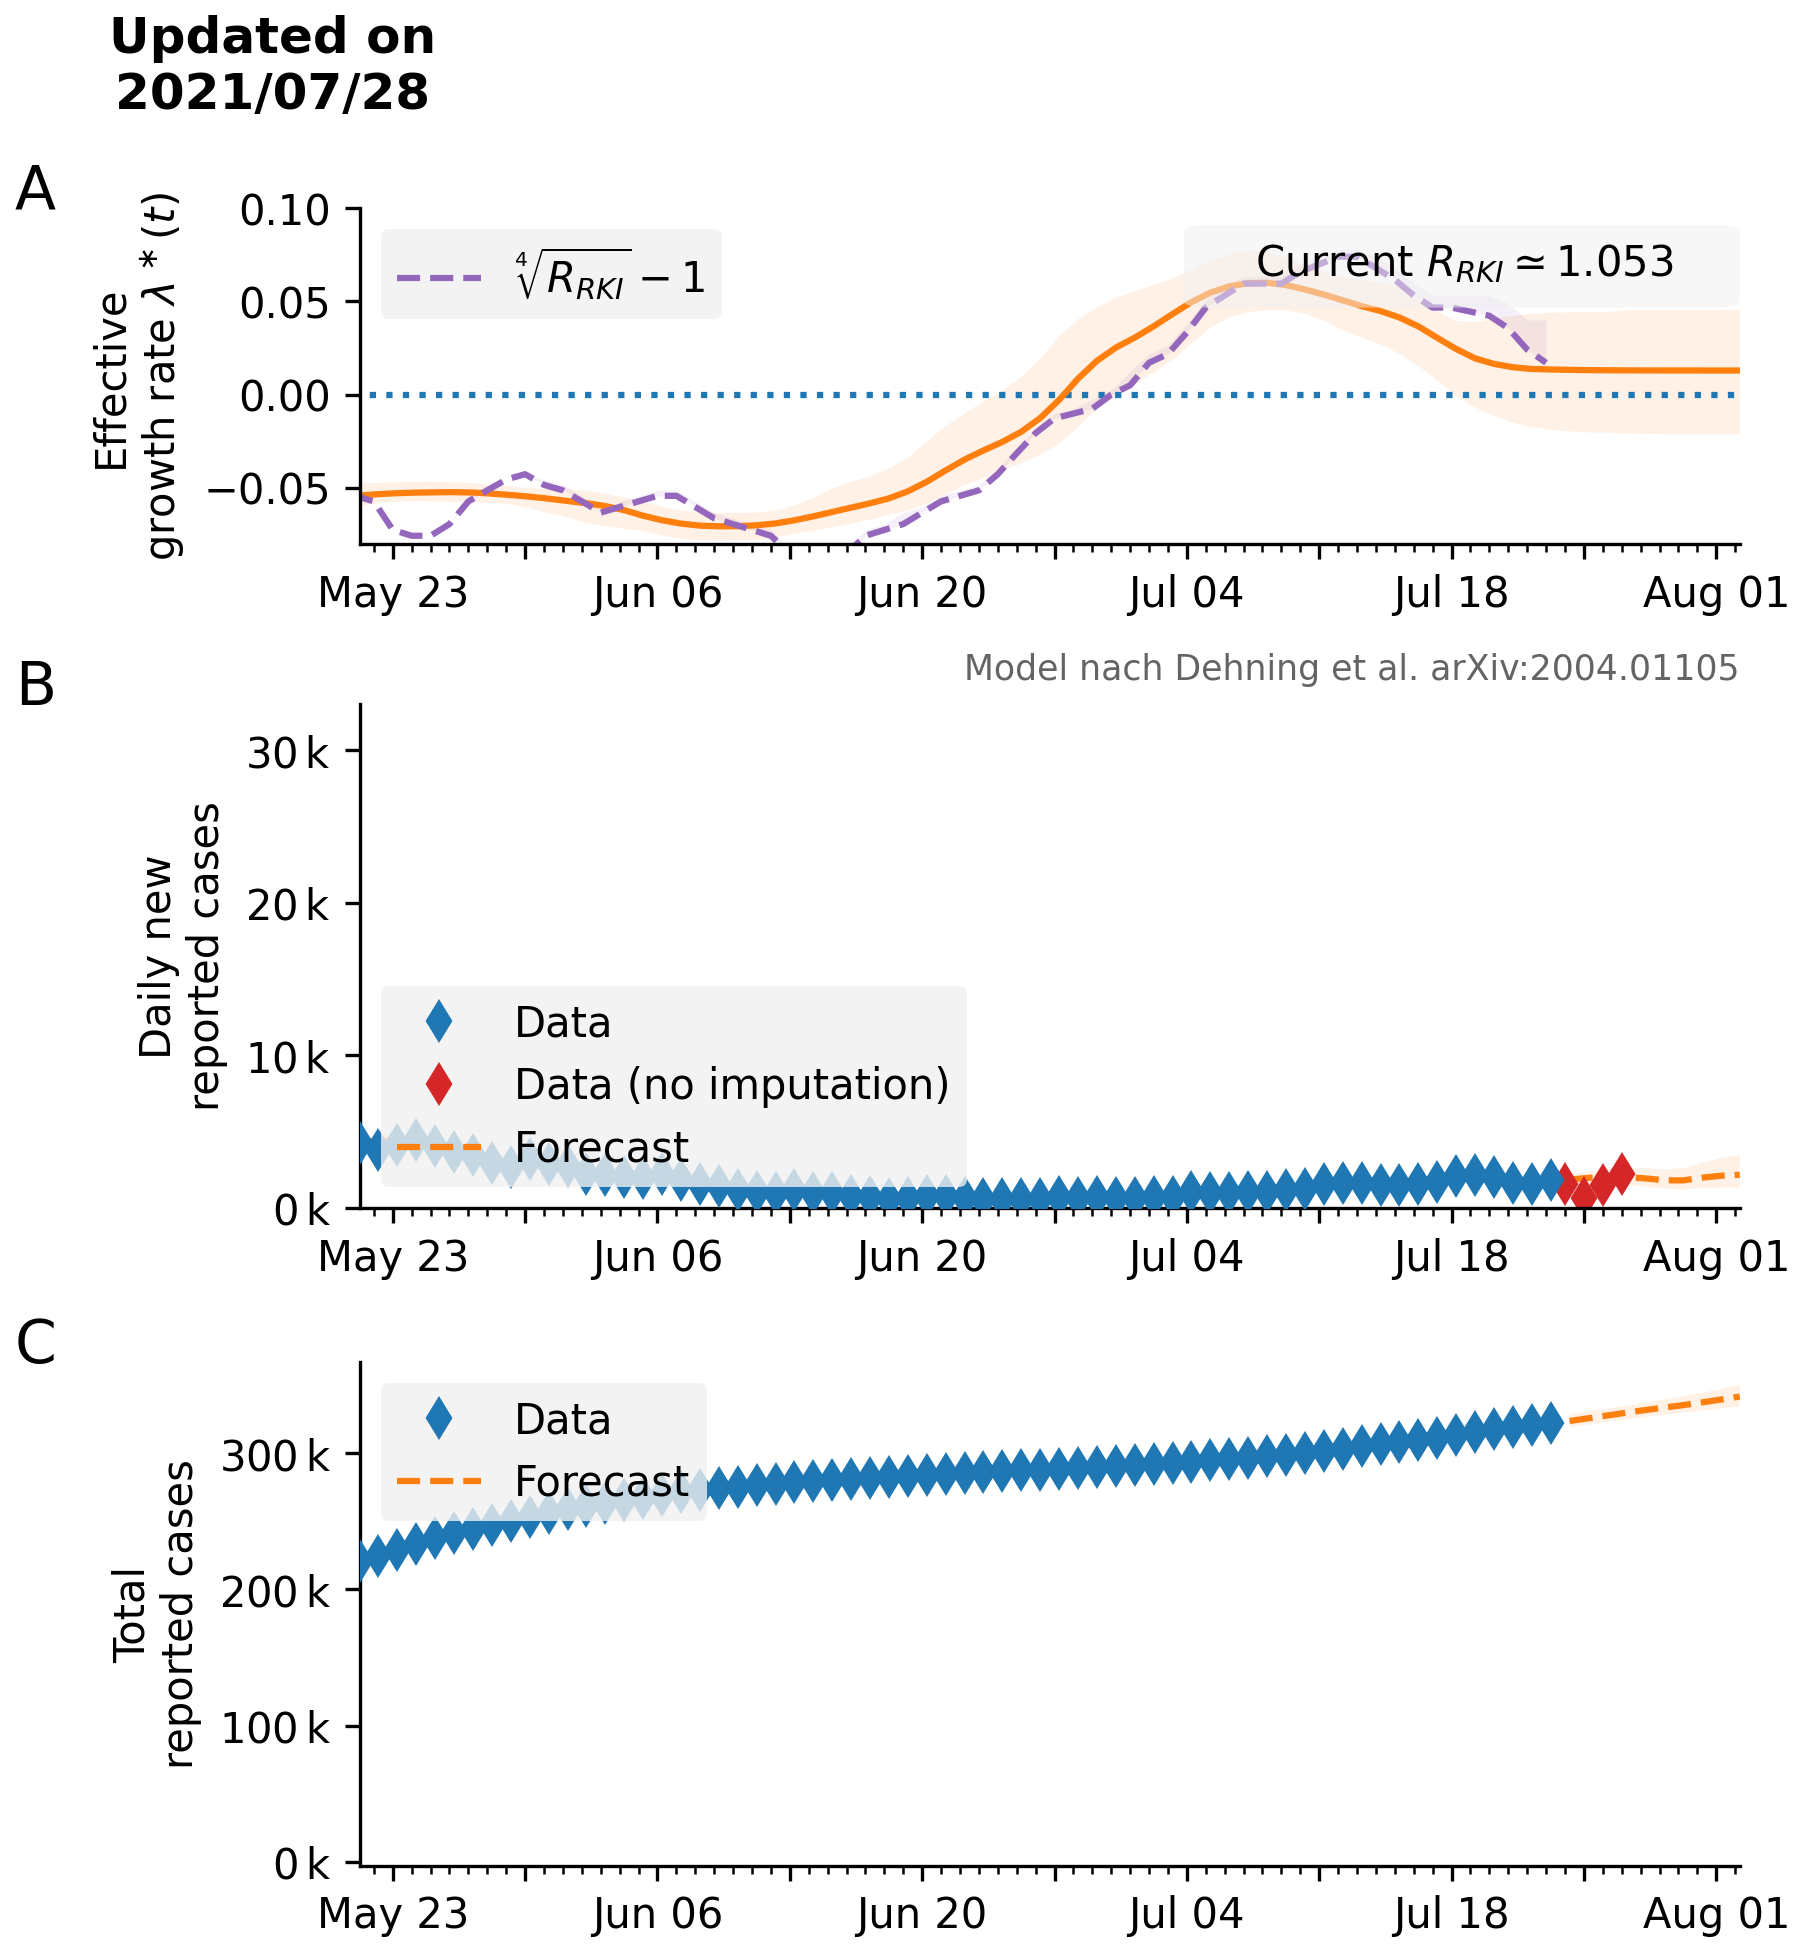 Updated on
2021/07/28
A
Effective
growth rate λ * (t)
0.10
0.05
0.00
−0.05
∜R_RKI − 1
Current R_RKI ≃ 1.053
May 23
Jun 06
Jun 20
Jul 04
Jul 18
Aug 01
Model nach Dehning et al. arXiv:2004.01105
B
Daily new
reported cases
30 k
20 k
10 k
0 k
Data
Data (no imputation)
Forecast
May 23
Jun 06
Jun 20
Jul 04
Jul 18
Aug 01
C
Total
reported cases
300 k
200 k
100 k
0 k
Data
Forecast
May 23
Jun 06
Jun 20
Jul 04
Jul 18
Aug 01